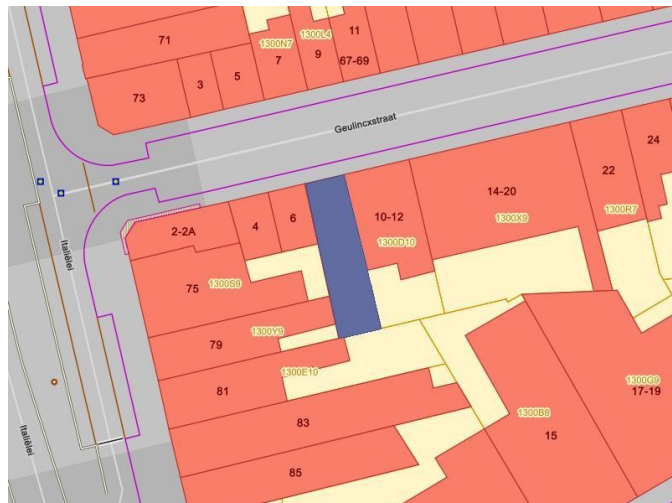 71
1300N7
1300L4
11
67-69
9
7
5
3
73
Geulincxstraat
24
22
1300R7
14-20
1300X9
10-12
1300D10
6
4
2-2A
Italiëlei
75
1300S9
79
1300Y9
81
1300E10
83
85
1300B8
15
1300G9
17-19
Italiëlei